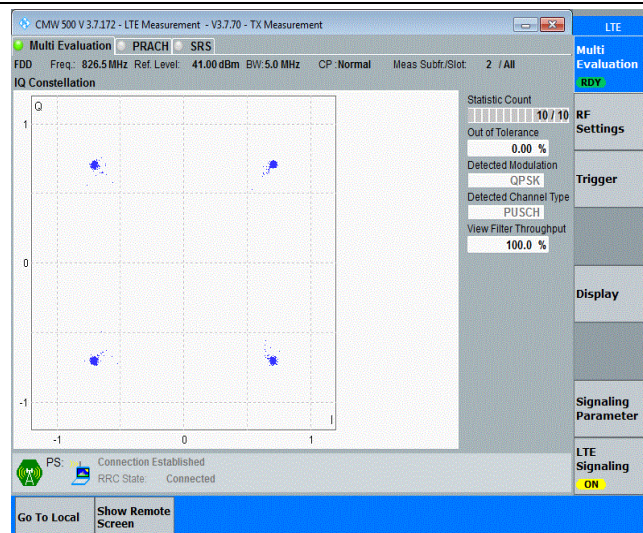 CMW 500 V 3.7.172 - LTE Measurement - V3.7.70 - TX Measurement
LTE
Multi Evaluation PRACH SRS
Multi
Evaluation
RDY
FDD Freq.: 826.5 MHz Ref. Level: 41.00 dBm BW: 5.0 MHz CP : Normal Meas Subfr./Slot: 2 / All
IQ Constellation
Statistic Count
10 / 10
Out of Tolerance
0.00 %
Detected Modulation
QPSK
Detected Channel Type
PUSCH
View Filter Throughput
100.0 %
Q
1
0
-1
I
-1 0 1
RF
Settings
Trigger
Display
Signaling
Parameter
LTE
Signaling
ON
PS: Connection Established
RRC State: Connected
Go To Local
Show Remote
Screen